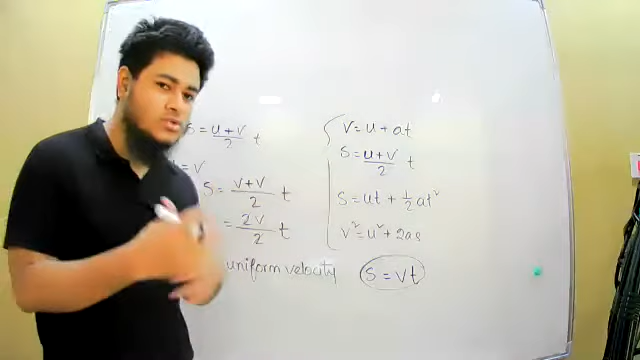 S = u+v/2 t
= v
S = v+v/2 t
= 2v/2 t
uniform velocity
S = vt
v = u + at
S = u+v/2 t
S = ut + 1/2 at²
v² = u² + 2as